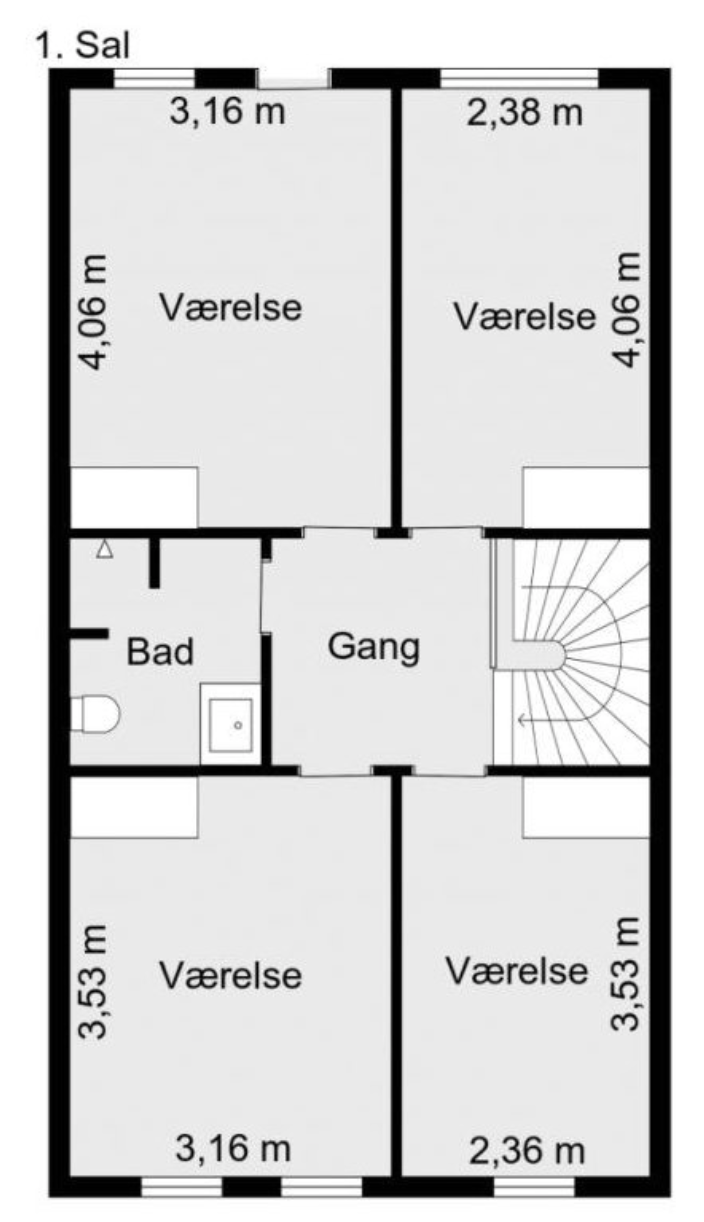 1. Sal
3,16 m
2,38 m
4,06 m
Værelse
Værelse
4,06 m
Bad
Gang
3,53 m
Værelse
Værelse
3,53 m
3,16 m
2,36 m